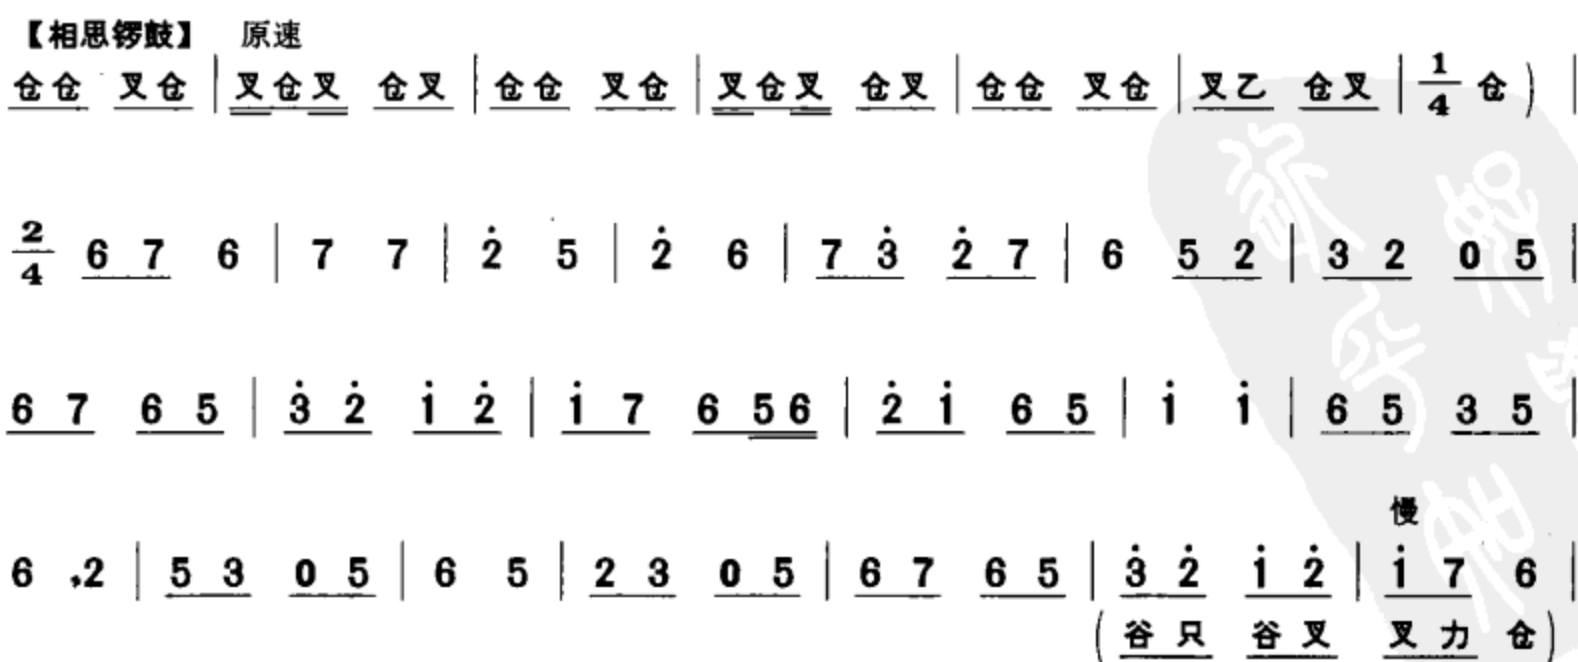 【相思锣鼓】 原速
仓仓 叉仓 | 叉仓叉 仓叉 | 仓仓 叉仓 | 叉仓叉 仓叉 | 仓仓 叉仓 | 叉乙 仓叉 | 1/4 仓 ) |
2/4 6 7 6 | 7 7 | 2̇ 5 | 2̇ 6 | 7 3̇ 2̇ 7 | 6 5 2 | 3 2 0 5 |
6 7 6 5 | 3̇ 2̇ 1̇ 2̇ | 1̇ 7 6 5 6 | 2̇ 1̇ 6 5 | 1̇ 1̇ | 6 5 3 5 |
慢
6 .2 | 5 3 0 5 | 6 5 | 2 3 0 5 | 6 7 6 5 | 3̇ 2̇ 1̇ 2̇ | 1̇ 7 6 |
( 谷只 谷叉 叉力 仓 )